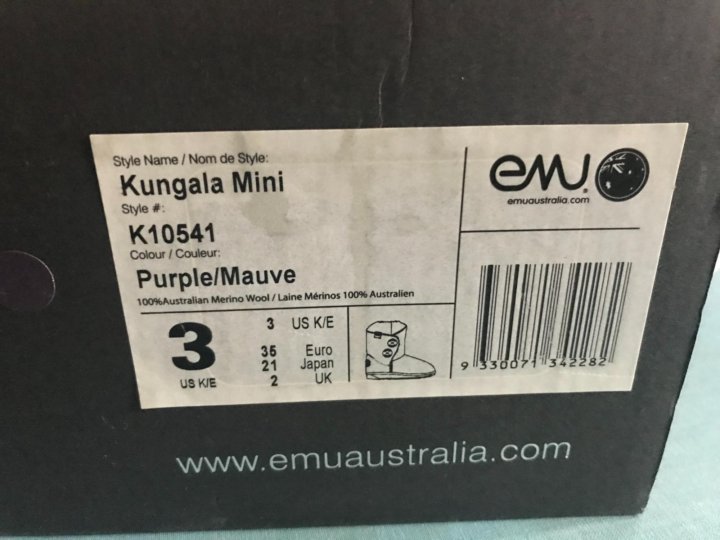 Style Name / Nom de Style:
Kungala Mini
Style #:
K10541
Colour / Couleur:
Purple/Mauve
100%Australian Merino Wool / Laine Mérinos 100% Australien
3
US K/E
3 US K/E
35 Euro
21 Japan
2 UK
emu
emuaustralia.com
9 330071 342282
www.emuaustralia.com